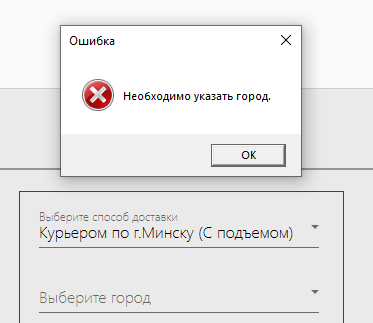 Ошибка
Необходимо указать город.
OK
Выберите способ доставки
Курьером по г.Минску (С подъемом)
Выберите город